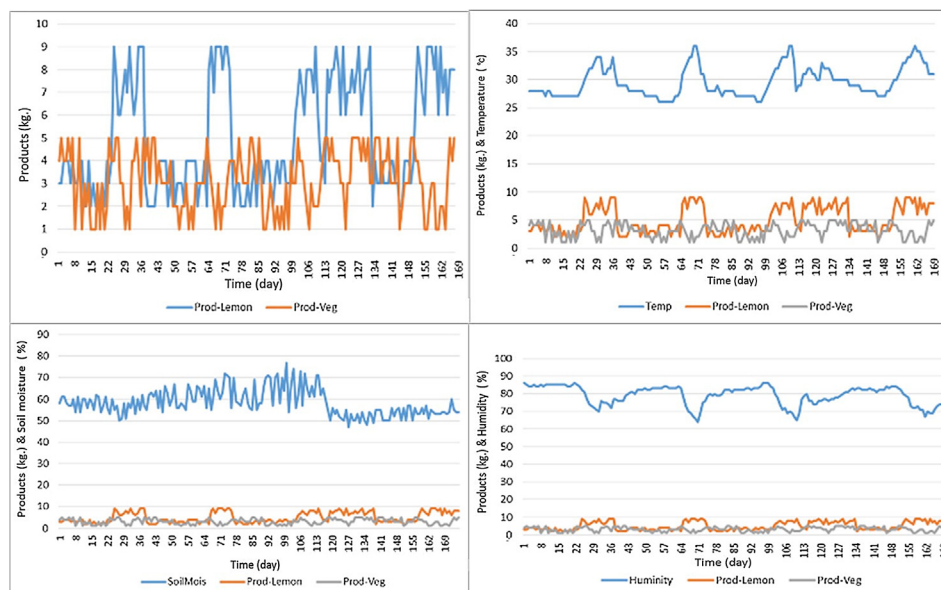 10
9
8
7
6
5
4
3
2
1
0
Products (kg.)
1 8 15 22 29 36 43 50 57 64 71 78 85 92 99 106 113 120 127 134 141 148 155 162 169
Time (day)
Prod-Lemon Prod-Veg
40
35
30
25
20
15
10
5
0
Products (kg.) & Temperature (°c)
1 8 15 22 29 36 43 50 57 64 71 78 85 92 99 106 113 120 127 134 141 148 155 162 169
Time (day)
Temp Prod-Lemon Prod-Veg
90
80
70
60
50
40
30
20
10
0
Products (kg.) & Soil moisture (%)
1 8 15 22 29 36 43 50 57 64 71 78 85 92 99 106 113 120 127 134 141 148 155 162 169
Time (day)
SoilMois Prod-Lemon Prod-Veg
100
90
80
70
60
50
40
30
20
10
0
Products (kg.) & Humidity (%)
1 8 15 22 29 36 43 50 57 64 71 78 85 92 99 106 113 120 127 134 141 148 155 162
Time (day)
Huminity Prod-Lemon Prod-Veg